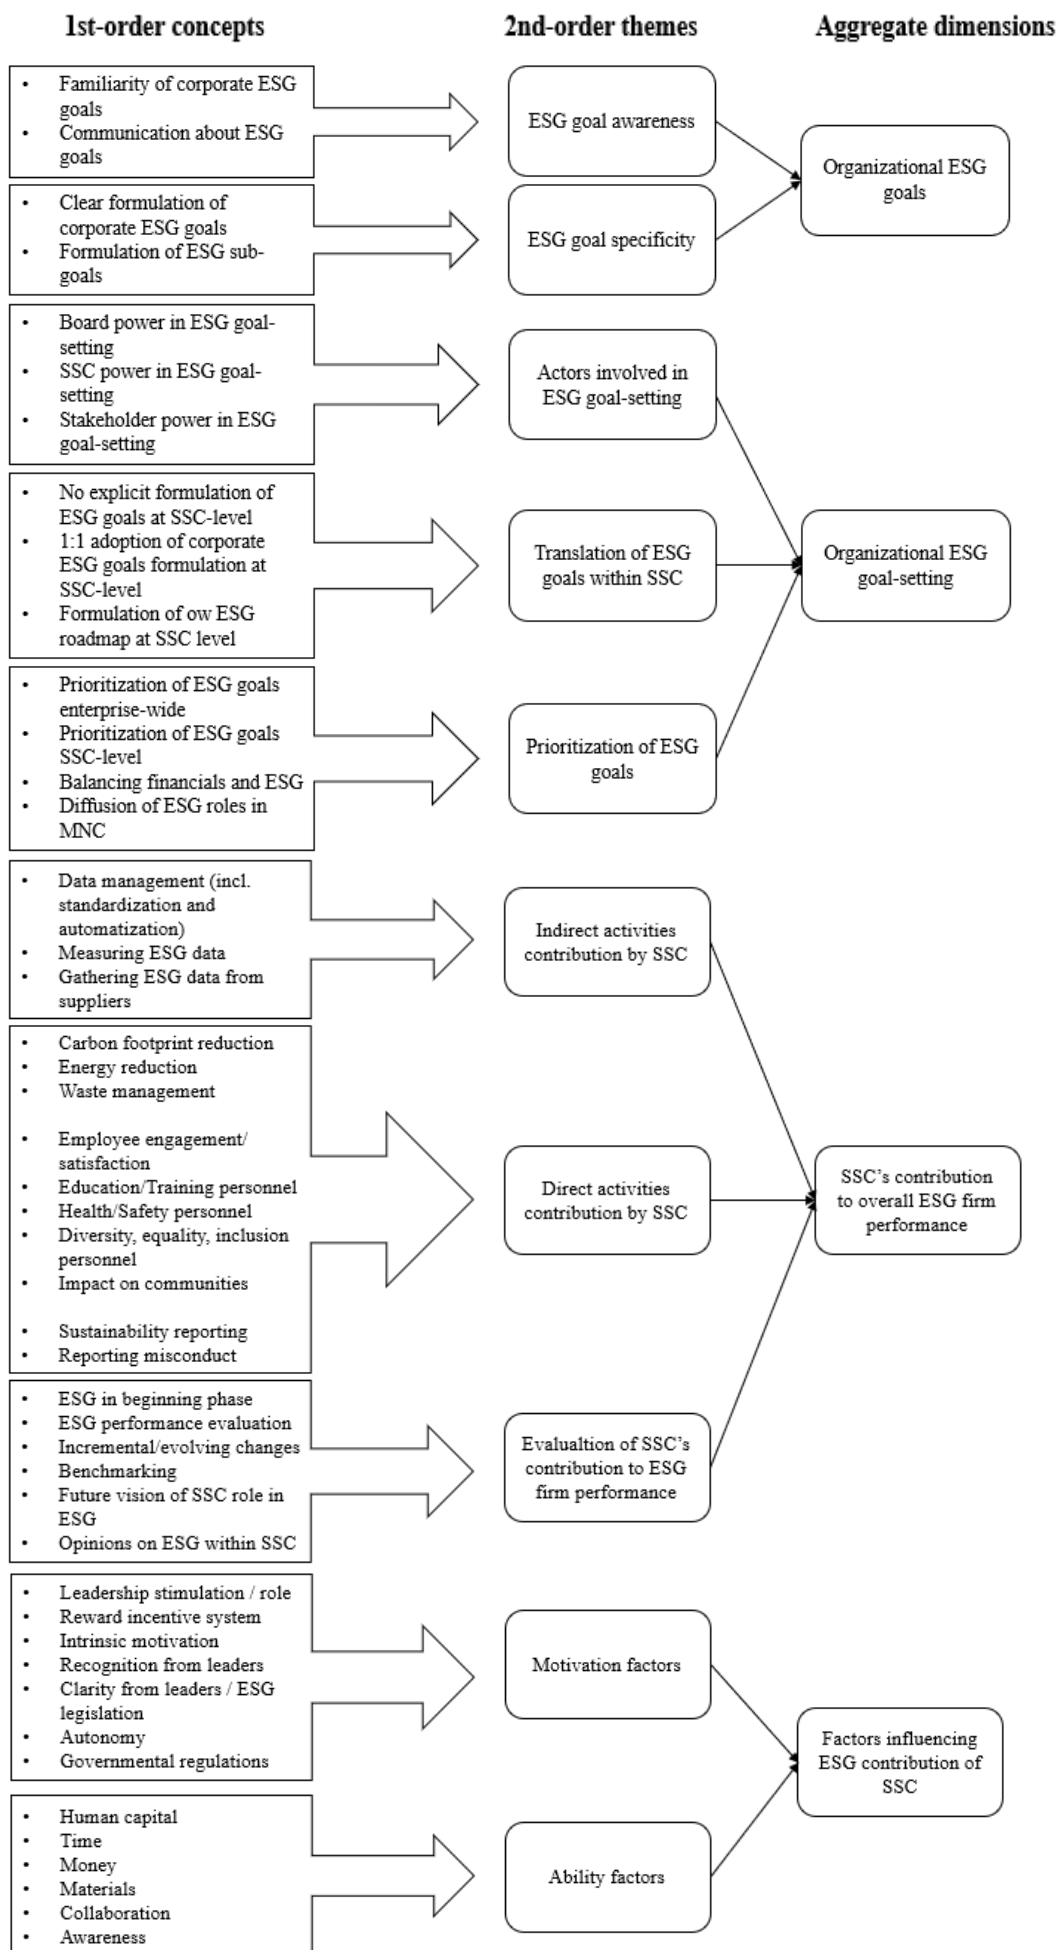 1st-order concepts
2nd-order themes
Aggregate dimensions
• Familiarity of corporate ESG
goals
• Communication about ESG
goals
ESG goal awareness
• Clear formulation of
corporate ESG goals
• Formulation of ESG sub-
goals
ESG goal specificity
Organizational ESG
goals
• Board power in ESG goal-
setting
• SSC power in ESG goal-
setting
• Stakeholder power in ESG
goal-setting
Actors involved in
ESG goal-setting
• No explicit formulation of
ESG goals at SSC-level
• 1:1 adoption of corporate
ESG goals formulation at
SSC-level
• Formulation of ow ESG
roadmap at SSC level
Translation of ESG
goals within SSC
• Prioritization of ESG goals
enterprise-wide
• Prioritization of ESG goals
SSC-level
• Balancing financials and ESG
• Diffusion of ESG roles in
MNC
Prioritization of ESG
goals
Organizational ESG
goal-setting
• Data management (incl.
standardization and
automatization)
• Measuring ESG data
• Gathering ESG data from
suppliers
Indirect activities
contribution by SSC
• Carbon footprint reduction
• Energy reduction
• Waste management
• Employee engagement/
satisfaction
• Education/Training personnel
• Health/Safety personnel
• Diversity, equality, inclusion
personnel
• Impact on communities
• Sustainability reporting
• Reporting misconduct
Direct activities
contribution by SSC
• ESG in beginning phase
• ESG performance evaluation
• Incremental/evolving changes
• Benchmarking
• Future vision of SSC role in
ESG
• Opinions on ESG within SSC
Evaluation of SSC's
contribution to ESG
firm performance
SSC's contribution
to overall ESG firm
performance
• Leadership stimulation / role
• Reward incentive system
• Intrinsic motivation
• Recognition from leaders
• Clarity from leaders / ESG
legislation
• Autonomy
• Governmental regulations
Motivation factors
• Human capital
• Time
• Money
• Materials
• Collaboration
• Awareness
Ability factors
Factors influencing
ESG contribution of
SSC